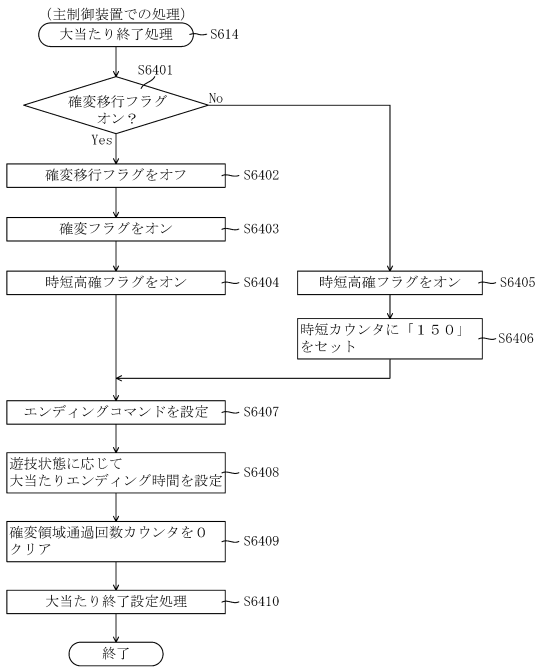 (主制御装置での処理)
大当たり終了処理
S614
S6401
確変移行フラグ
オン？
No
Yes
確変移行フラグをオフ
S6402
確変フラグをオン
S6403
時短高確フラグをオン
S6404
時短高確フラグをオン
S6405
時短カウンタに「１５０」
をセット
S6406
エンディングコマンドを設定
S6407
遊技状態に応じて
大当たりエンディング時間を設定
S6408
確変領域通過回数カウンタを０
クリア
S6409
大当たり終了設定処理
S6410
終了